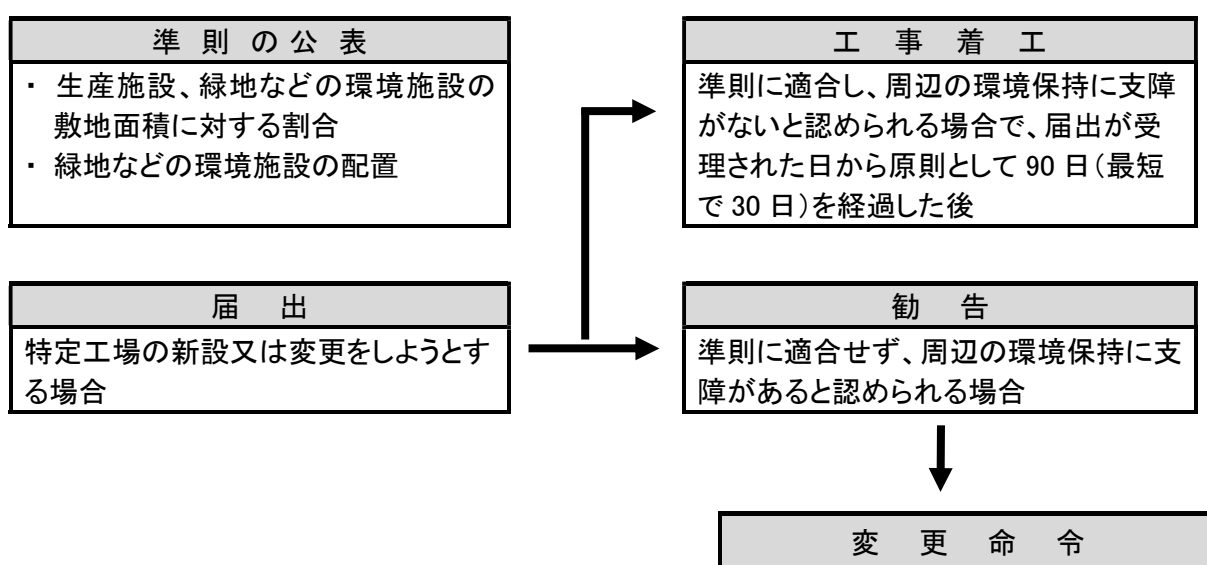 準 則 の 公 表
・ 生産施設、緑地などの環境施設の
敷地面積に対する割合
・ 緑地などの環境施設の配置
工 事 着 工
準則に適合し、周辺の環境保持に支障
がないと認められる場合で、届出が受
理された日から原則として 90 日(最短
で 30 日)を経過した後
届 出
特定工場の新設又は変更をしようとす
る場合
勧 告
準則に適合せず、周辺の環境保持に支
障があると認められる場合
変 更 命 令